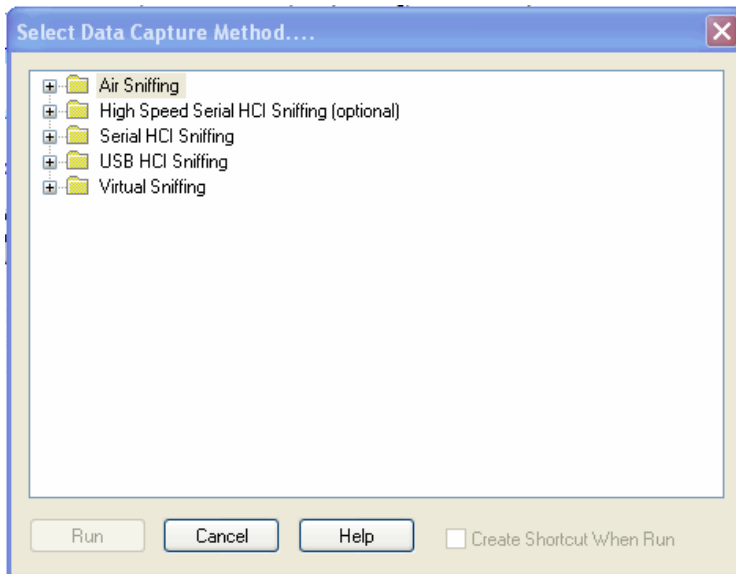 Select Data Capture Method....
Air Sniffing
High Speed Serial HCI Sniffing (optional)
Serial HCI Sniffing
USB HCI Sniffing
Virtual Sniffing
Run
Cancel
Help
Create Shortcut When Run